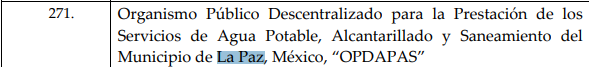 271. Organismo Público Descentralizado para la Prestación de los
Servicios de Agua Potable, Alcantarillado y Saneamiento del
Municipio de La Paz, México, “OPDAPAS”